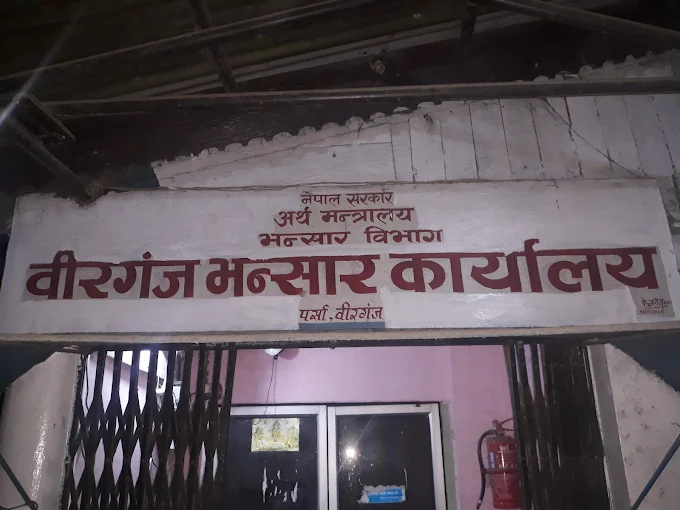 नेपाल सरकार
अर्थ मन्त्रालय
भन्सार विभाग
वीरगंज भन्सार कार्यालय
पर्सा, वीरगंज